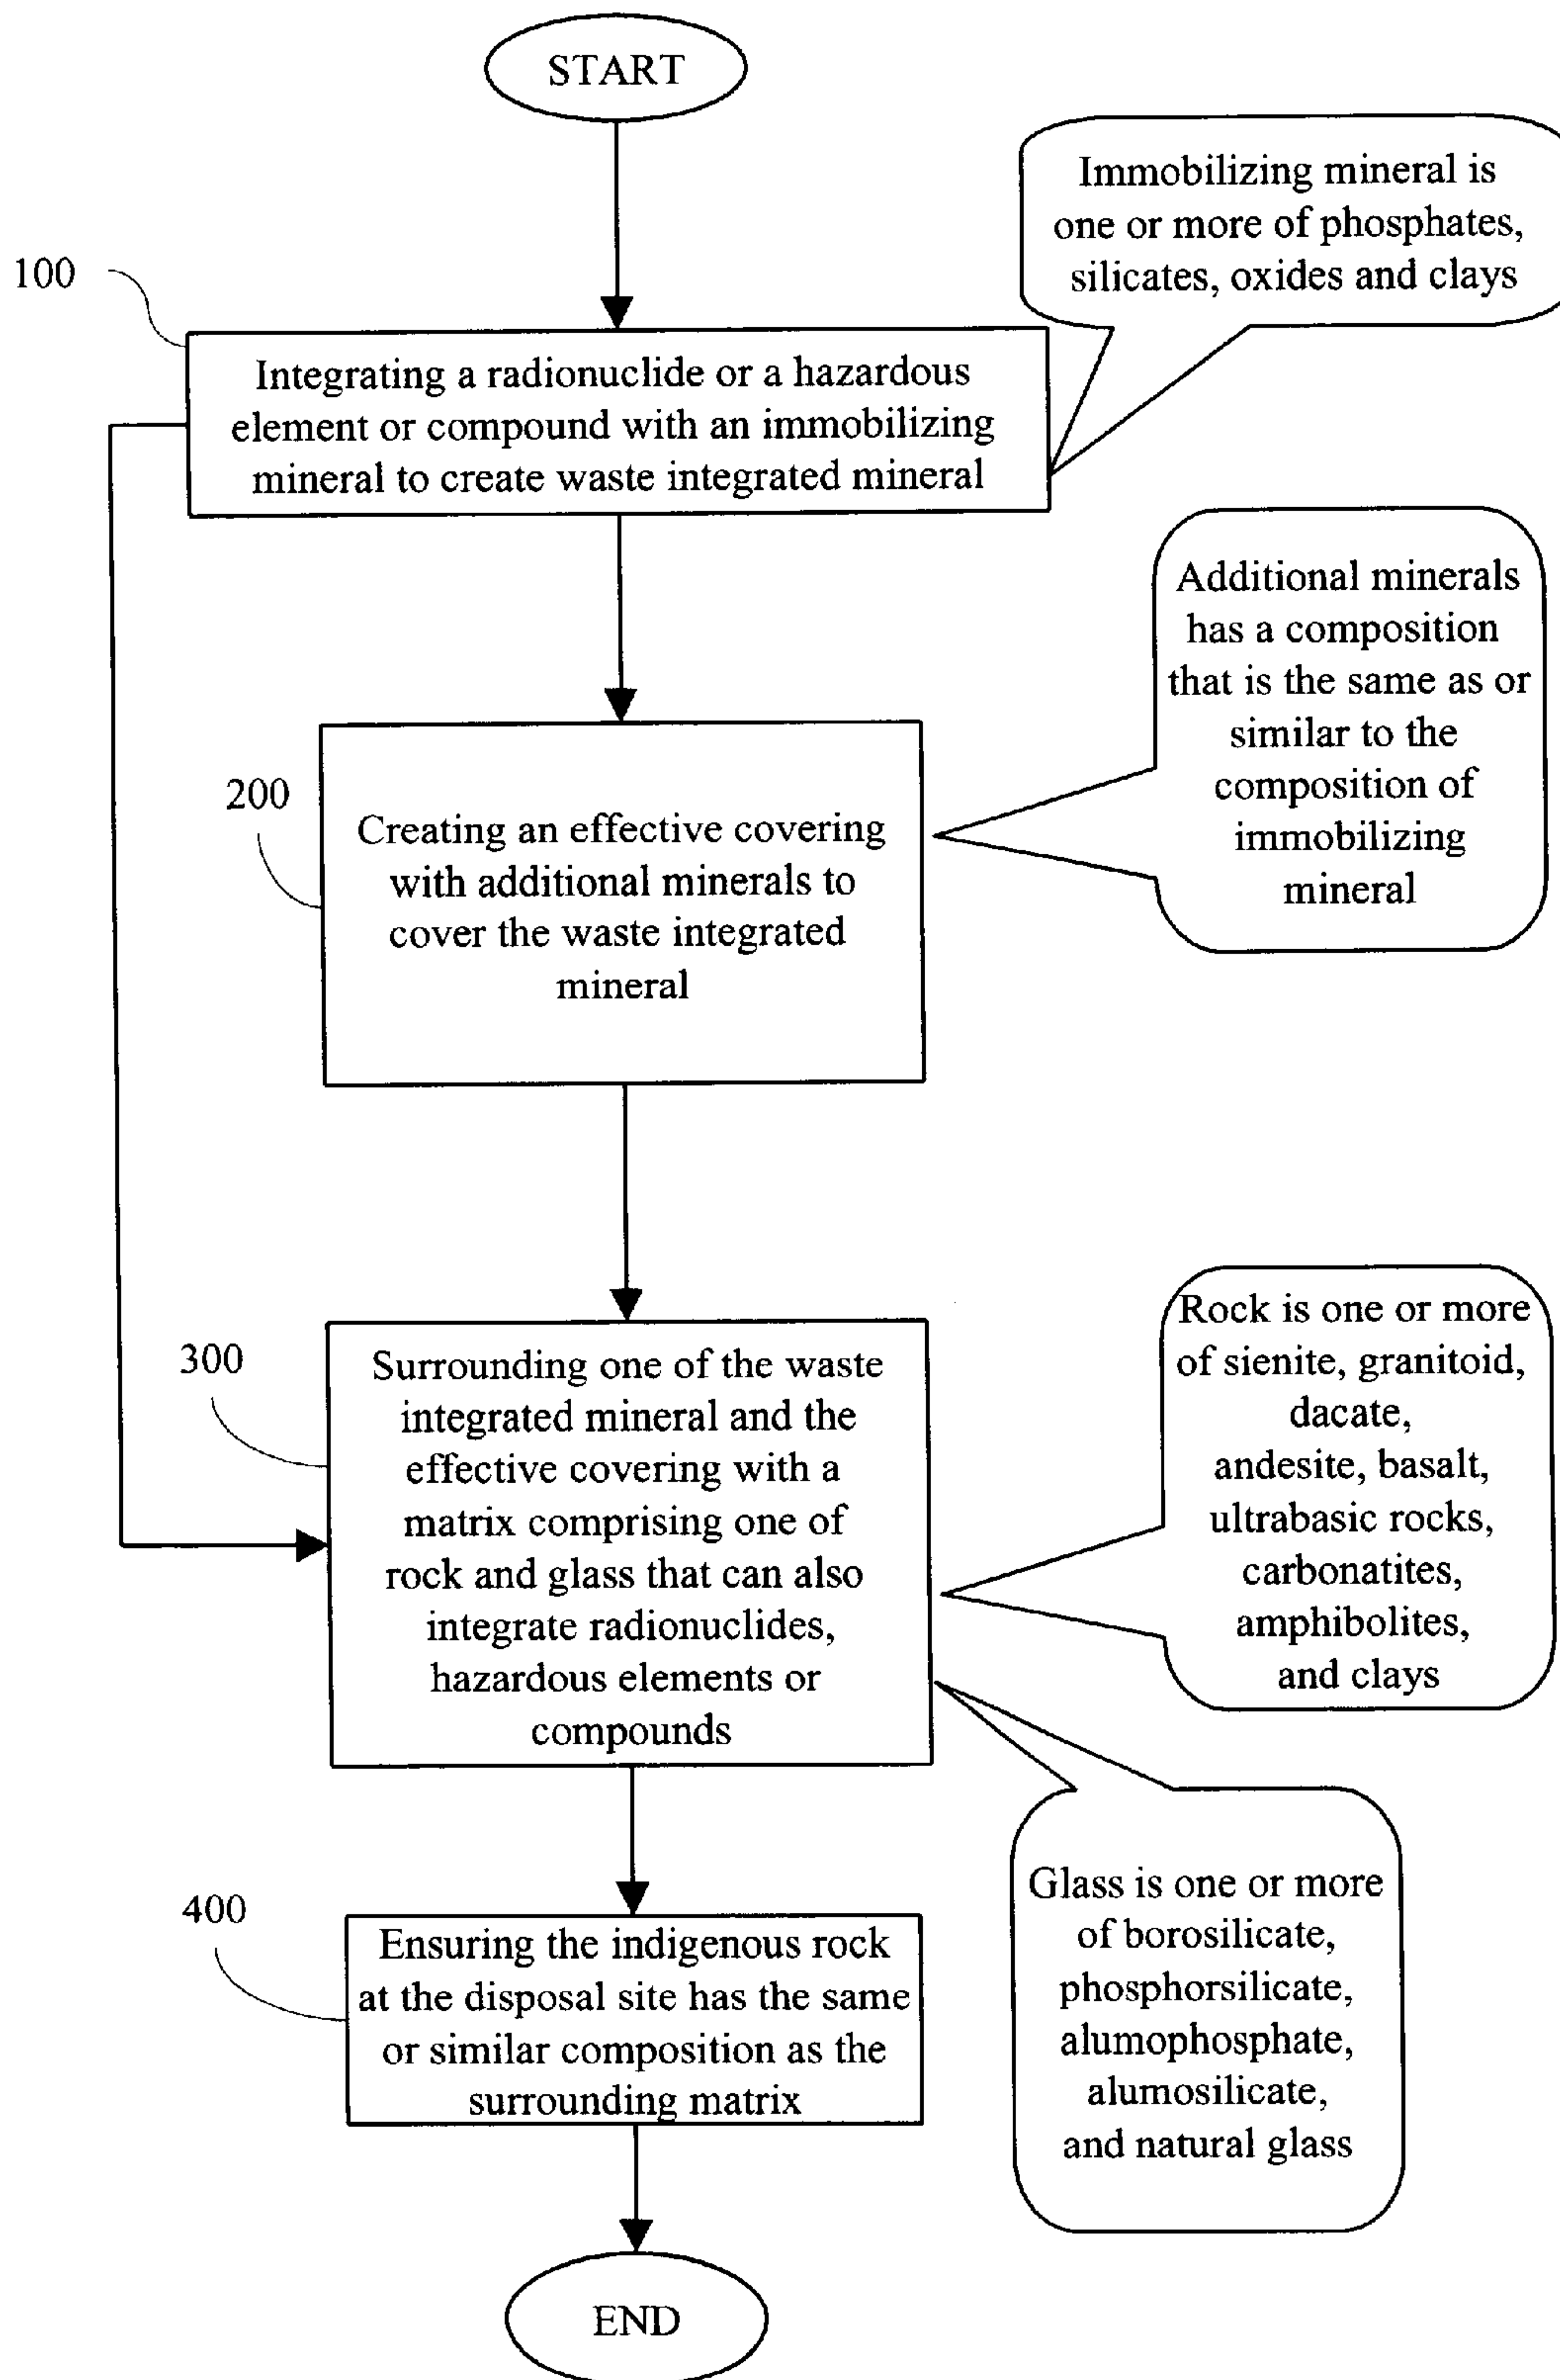 START
Immobilizing mineral is
one or more of phosphates,
silicates, oxides and clays
100
Integrating a radionuclide or a hazardous
element or compound with an immobilizing
mineral to create waste integrated mineral
Additional minerals
has a composition
that is the same as or
similar to the
composition of
immobilizing
mineral
200
Creating an effective covering
with additional minerals to
cover the waste integrated
mineral
300
Surrounding one of the waste
integrated mineral and the
effective covering with a
matrix comprising one of
rock and glass that can also
integrate radionuclides,
hazardous elements or
compounds
Rock is one or more
of sienite, granitoid,
dacate,
andesite, basalt,
ultrabasic rocks,
carbonatites,
amphibolites,
and clays
Glass is one or more
of borosilicate,
phosphorsilicate,
alumophosphate,
alumosilicate,
and natural glass
400
Ensuring the indigenous rock
at the disposal site has the same
or similar composition as the
surrounding matrix
END